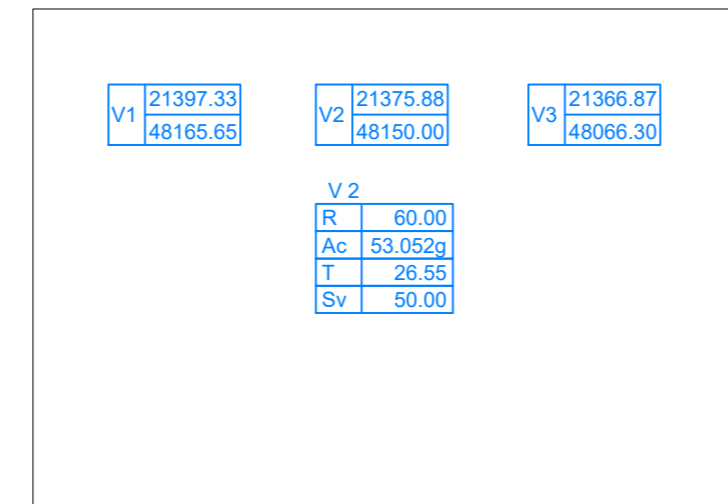 V1 21397.33
48165.65
V2 21375.88
48150.00
V3 21366.87
48066.30
V 2
R 60.00
Ac 53.052g
T 26.55
Sv 50.00